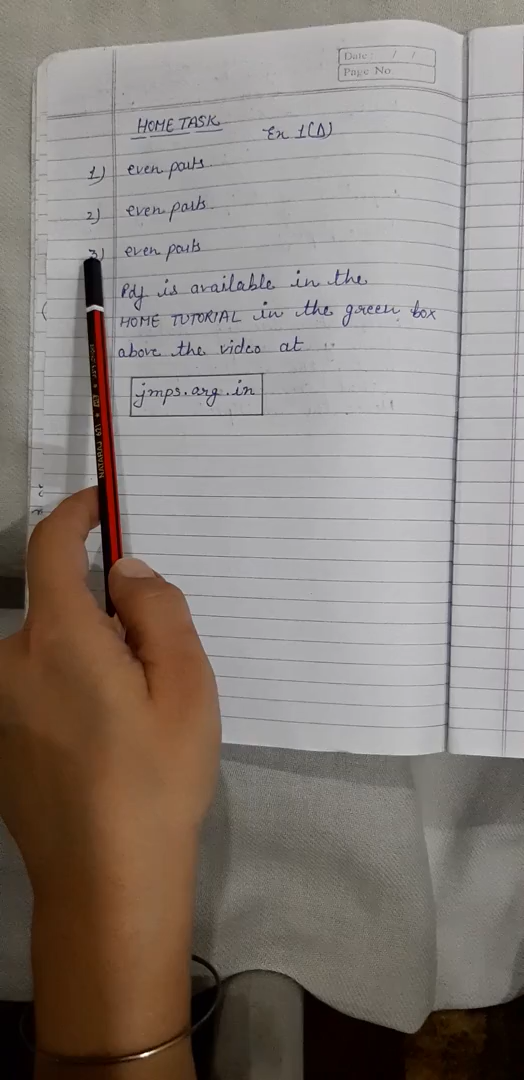 Date : / /
Page No.
HOME TASK
Ex 1(D)
1) even parts.
2) even parts.
3) even parts
Pdf is available in the
HOME TUTORIAL in the green box
above the video at
jmps.arg.in